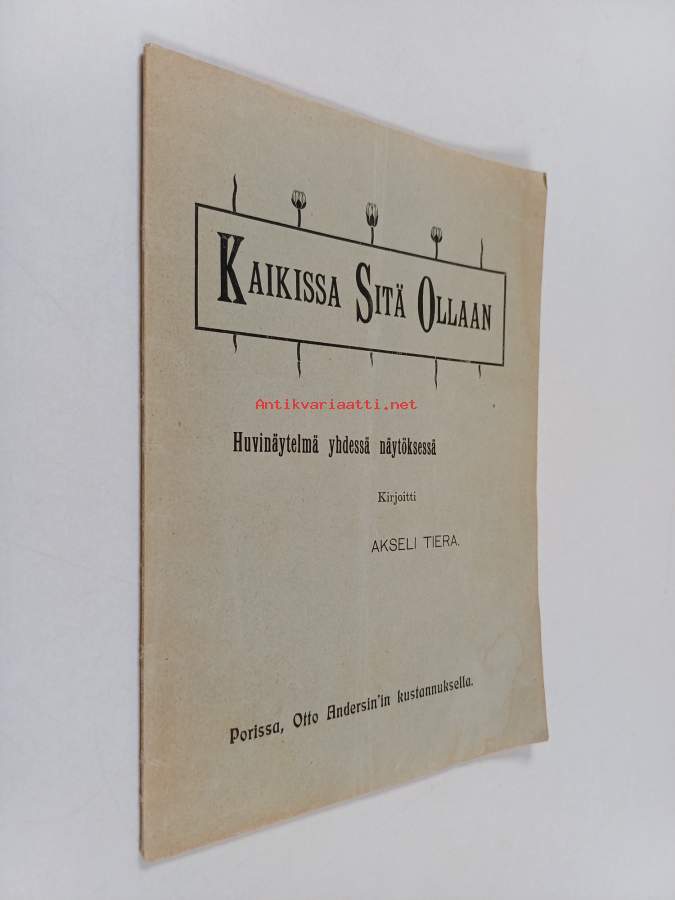 KAIKISSA SITÄ OLLAAN
Antikvariaatti.net
Huvinäytelmä yhdessä näytöksessä
Kirjoitti
AKSELI TIERA.
Porissa, Otto Andersin'in kustannuksella.